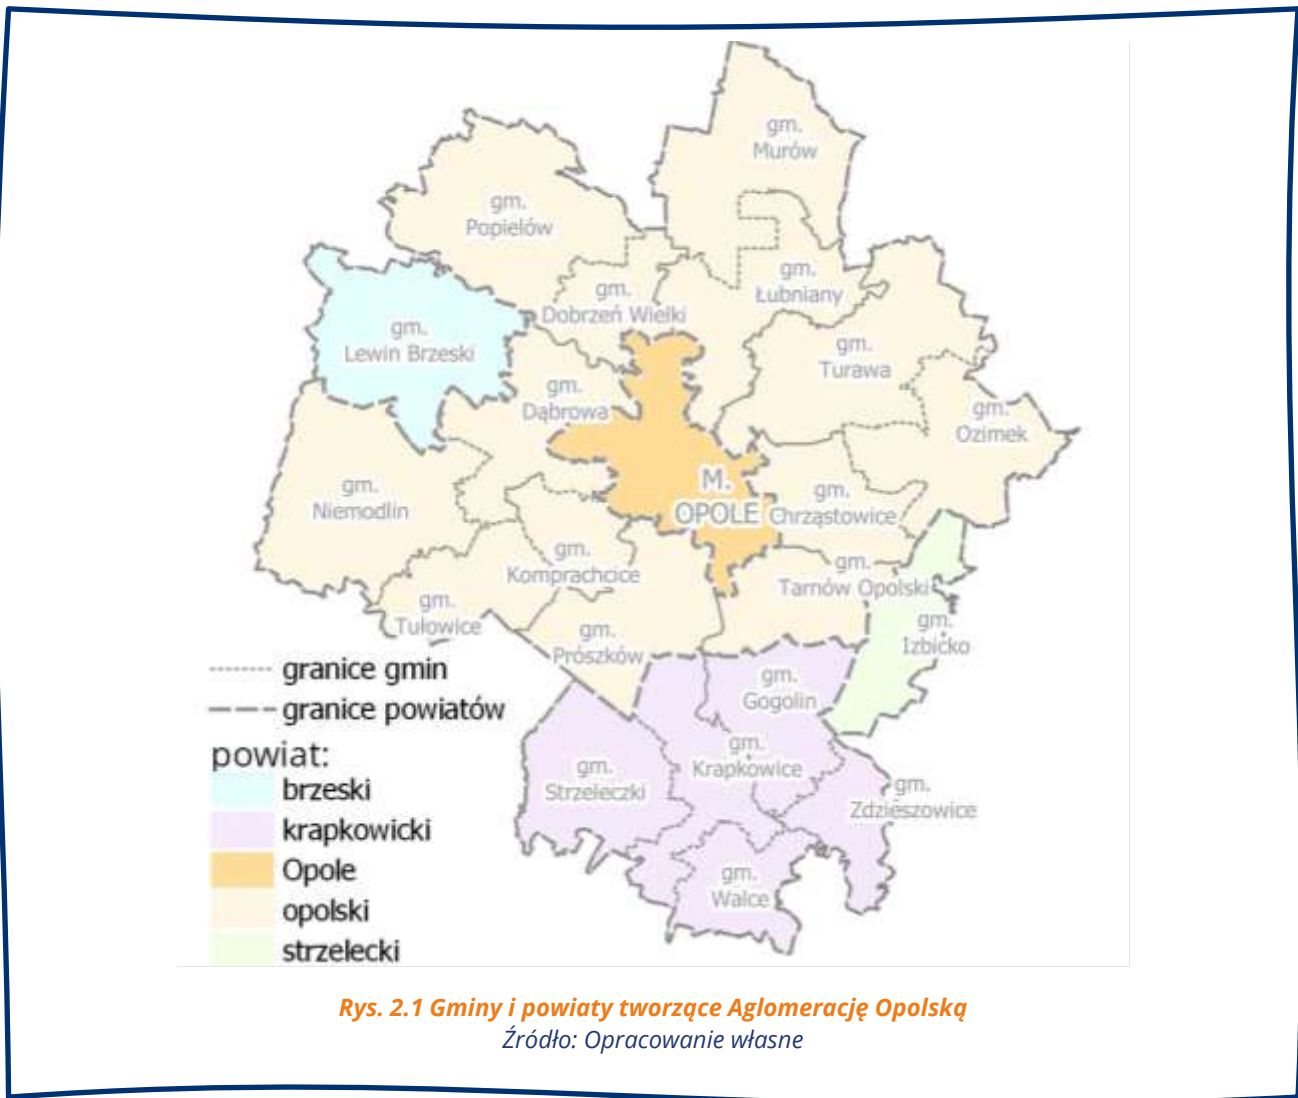 gm.
Murów
gm.
Popielów
gm.
Łubniany
gm.
Dobrzeń Wielki
gm.
Lewin Brzeski
gm.
Turawa
gm.
Dąbrowa
gm.
Ozimek
M.
OPOLE
gm.
Chrząstowice
gm.
Niemodlin
gm.
Komprachcice
gm.
Tarnów Opolski
gm.
Tułowice
gm.
Prószków
gm.
Izbicko
gm.
Gogolin
gm.
Krapkowice
gm.
Strzeleczki
gm.
Zdzieszowice
gm.
Walce
granice gmin
granice powiatów
powiat:
brzeski
krapkowicki
Opole
opolski
strzelecki
Rys. 2.1 Gminy i powiaty tworzące Aglomerację Opolską
Źródło: Opracowanie własne